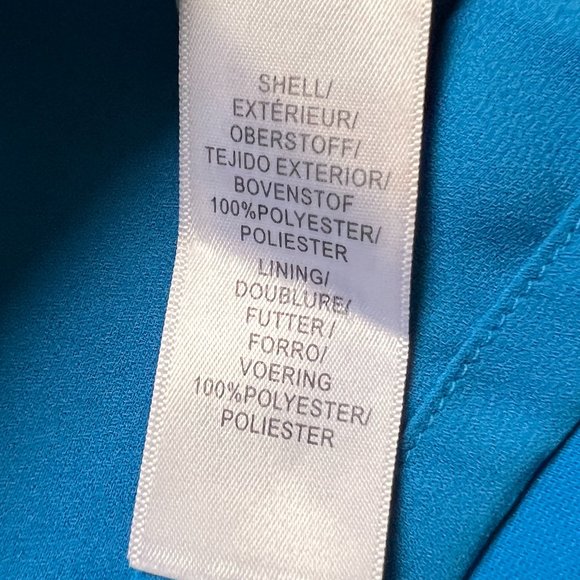 SHELL/
EXTÉRIEUR/
OBERSTOFF/
TEJIDO EXTERIOR/
BOVENSTOF
100%POLYESTER/
POLIESTER
LINING/
DOUBLURE/
FUTTER/
FORRO/
VOERING
100%POLYESTER/
POLIESTER